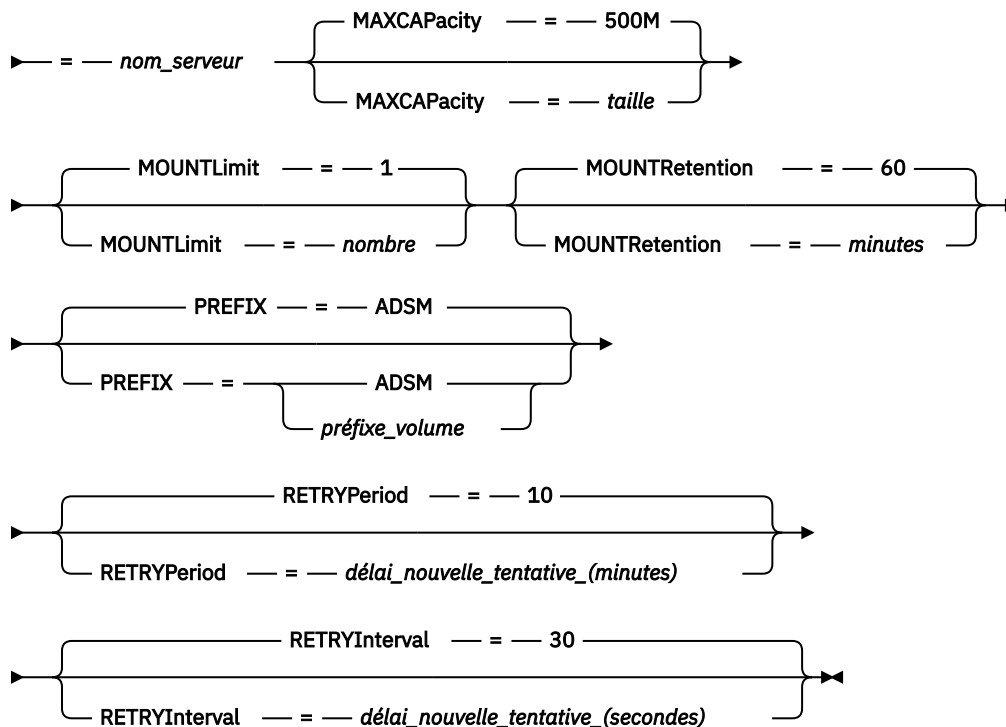 MAXCAPacity = 500M
= nom_serveur
MAXCAPacity = taille
MOUNTLimit = 1 MOUNTRetention = 60
MOUNTLimit = nombre MOUNTRetention = minutes
PREFIX = ADSM
PREFIX = ADSM
préfixe_volume
RETRYPeriod = 10
RETRYPeriod = délai_nouvelle_tentative_(minutes)
RETRYInterval = 30
RETRYInterval = délai_nouvelle_tentative_(secondes)